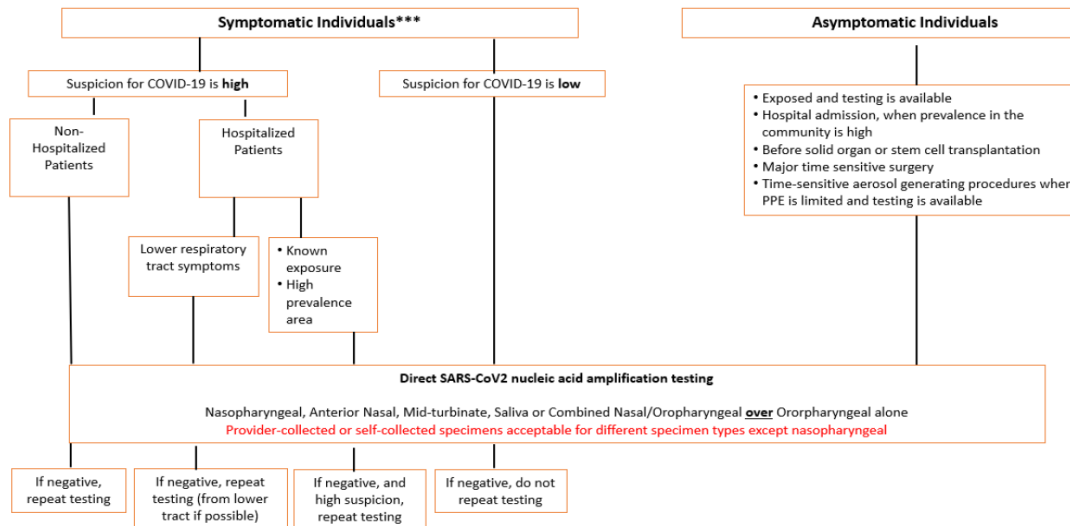 Symptomatic Individuals***
Asymptomatic Individuals
Suspicion for COVID-19 is high
Suspicion for COVID-19 is low
Non-
Hospitalized
Patients
Hospitalized
Patients
• Exposed and testing is available
• Hospital admission, when prevalence in the
community is high
• Before solid organ or stem cell transplantation
• Major time sensitive surgery
• Time-sensitive aerosol generating procedures when
PPE is limited and testing is available
Lower respiratory
tract symptoms
• Known
exposure
• High
prevalence
area
Direct SARS-CoV2 nucleic acid amplification testing
Nasopharyngeal, Anterior Nasal, Mid-turbinate, Saliva or Combined Nasal/Oropharyngeal over Ororpharyngeal alone
Provider-collected or self-collected specimens acceptable for different specimen types except nasopharyngeal
If negative,
repeat testing
If negative, repeat
testing (from lower
tract if possible)
If negative, and
high suspicion,
repeat testing
If negative, do not
repeat testing